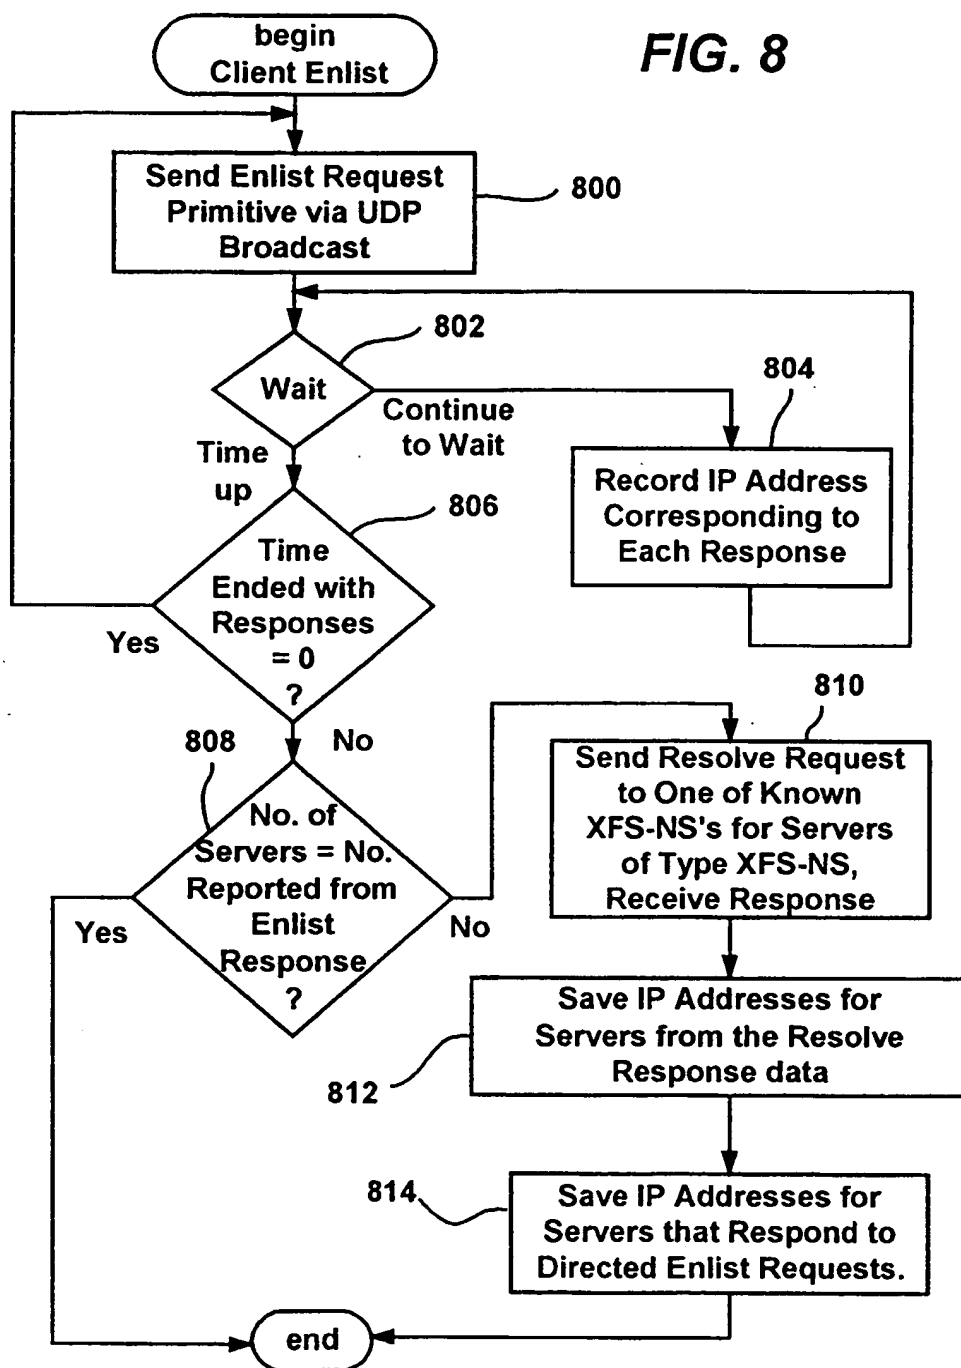 begin
Client Enlist
FIG. 8
Send Enlist Request
Primitive via UDP
Broadcast
800
802
Wait
Continue
to Wait
804
Time
up
Record IP Address
Corresponding to
Each Response
806
Time
Ended with
Responses
= 0
?
Yes
No
808
No. of
Servers = No.
Reported from
Enlist
Response
?
Yes
No
810
Send Resolve Request
to One of Known
XFS-NS's for Servers
of Type XFS-NS,
Receive Response
Save IP Addresses for
Servers from the Resolve
Response data
812
814
Save IP Addresses for
Servers that Respond to
Directed Enlist Requests.
end